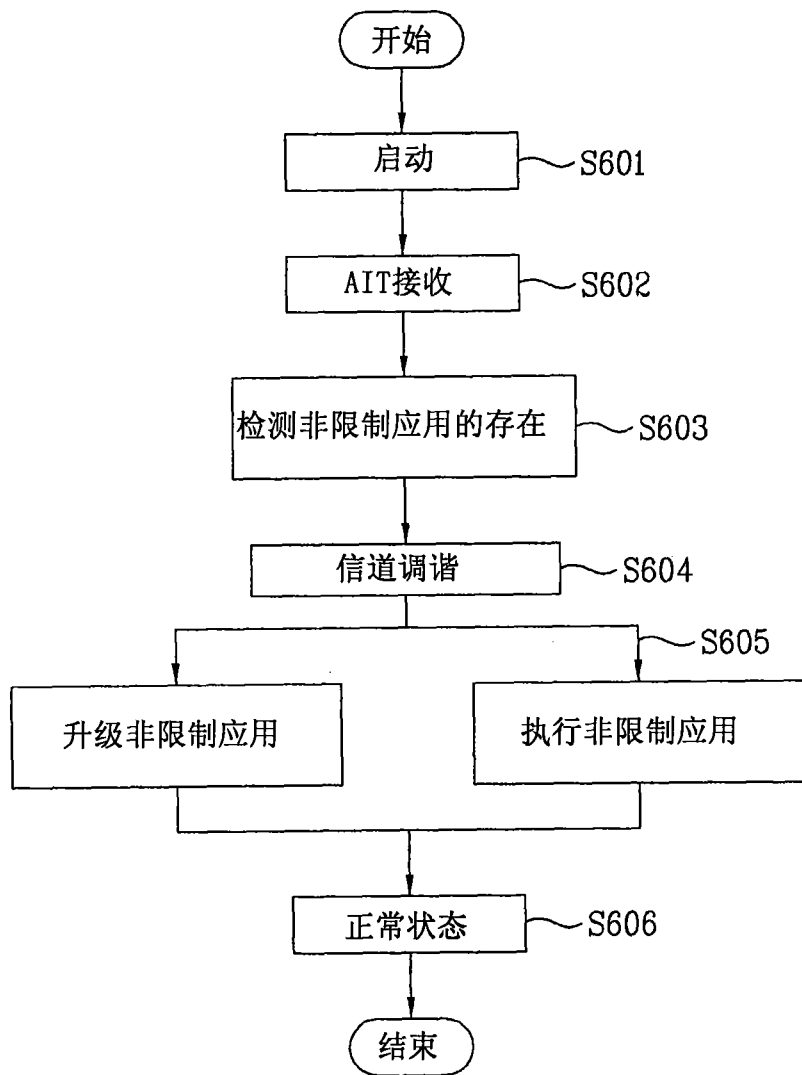 开始
启动
S601
AIT接收
S602
检测非限制应用的存在
S603
信道调谐
S604
S605
升级非限制应用
执行非限制应用
正常状态
S606
结束